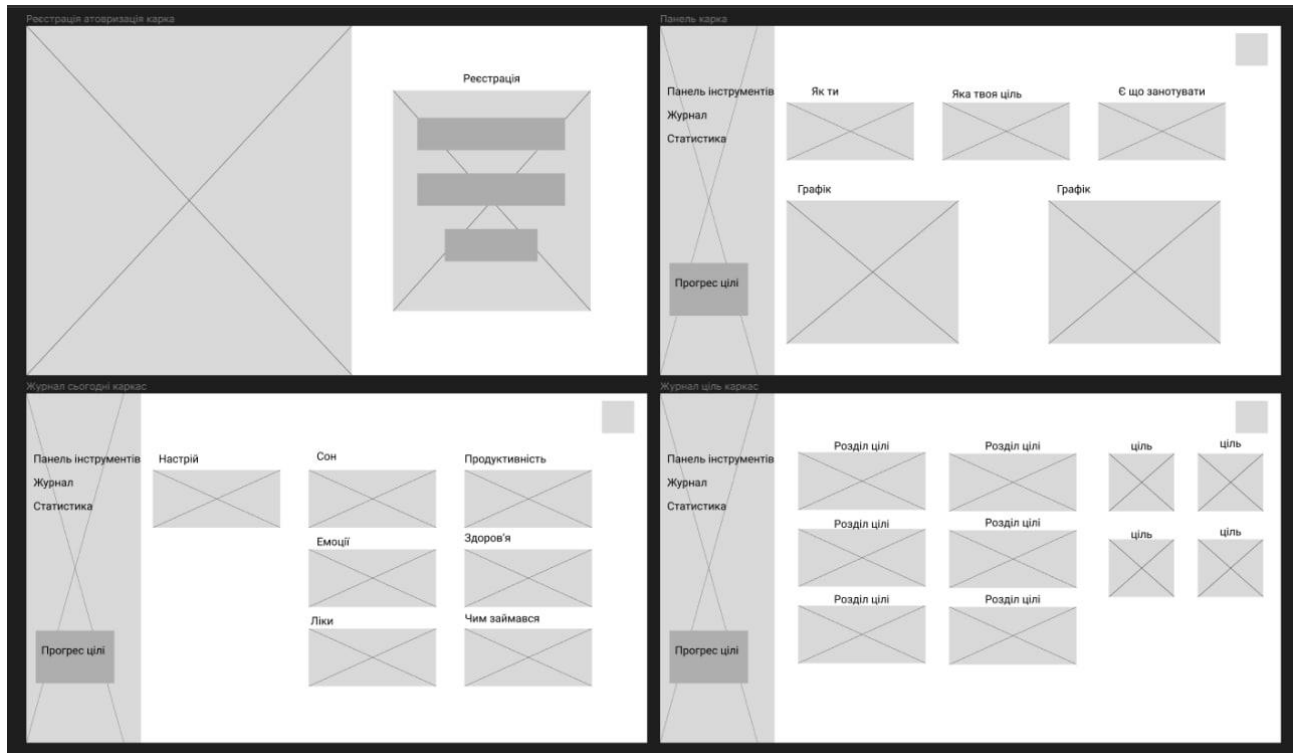 Реєстрація атовризація карка
Реєстрація
Панель карка
Панель інструментів
Журнал
Статистика
Прогрес цілі
Як ти
Яка твоя ціль
Є що занотувати
Графік
Графік
Журнал сьогодні каркас
Панель інструментів
Журнал
Статистика
Прогрес цілі
Настрій
Сон
Продуктивність
Емоції
Здоров'я
Ліки
Чим займався
Журнал ціль каркас
Панель інструментів
Журнал
Статистика
Прогрес цілі
Розділ цілі
Розділ цілі
ціль
ціль
Розділ цілі
Розділ цілі
ціль
ціль
Розділ цілі
Розділ цілі